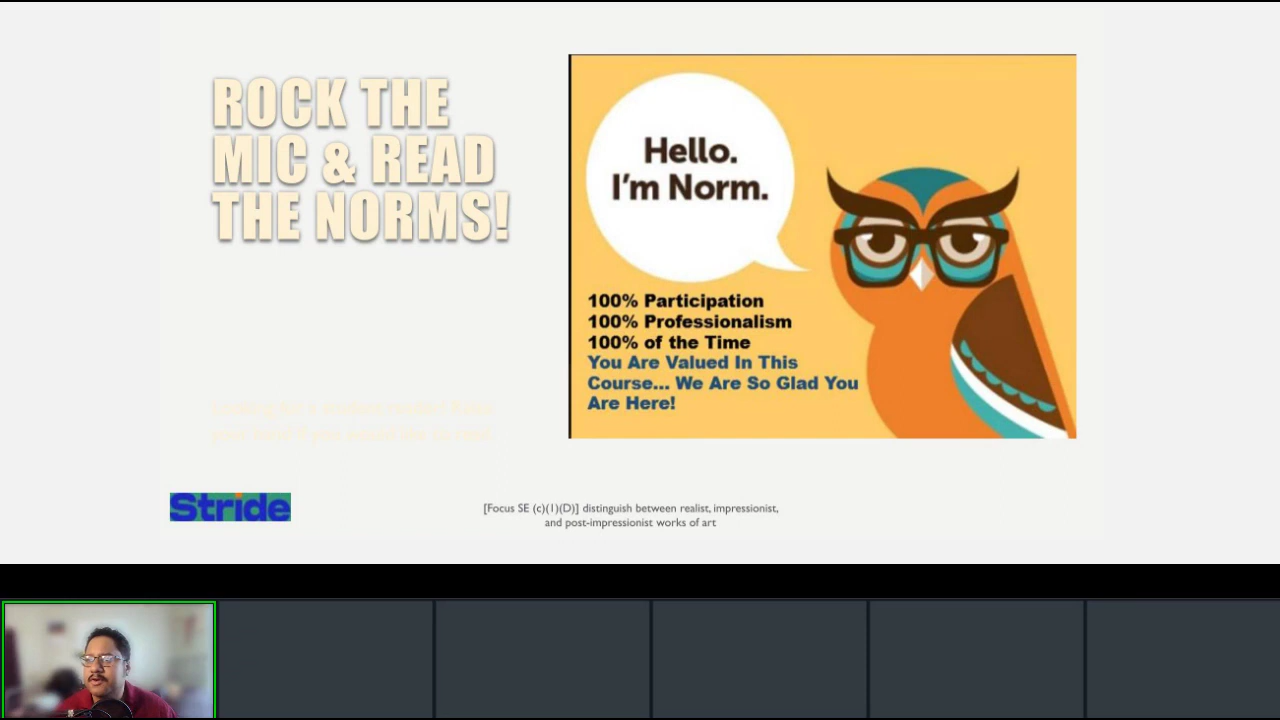 ROCK THE
MIC & READ
THE NORMS!
Hello.
I'm Norm.
100% Participation
100% Professionalism
100% of the Time
You Are Valued In This
Course... We Are So Glad You
Are Here!
Stride
[Focus SE (c)(1)(D)] distinguish between realist, impressionist,
and post-impressionist works of art